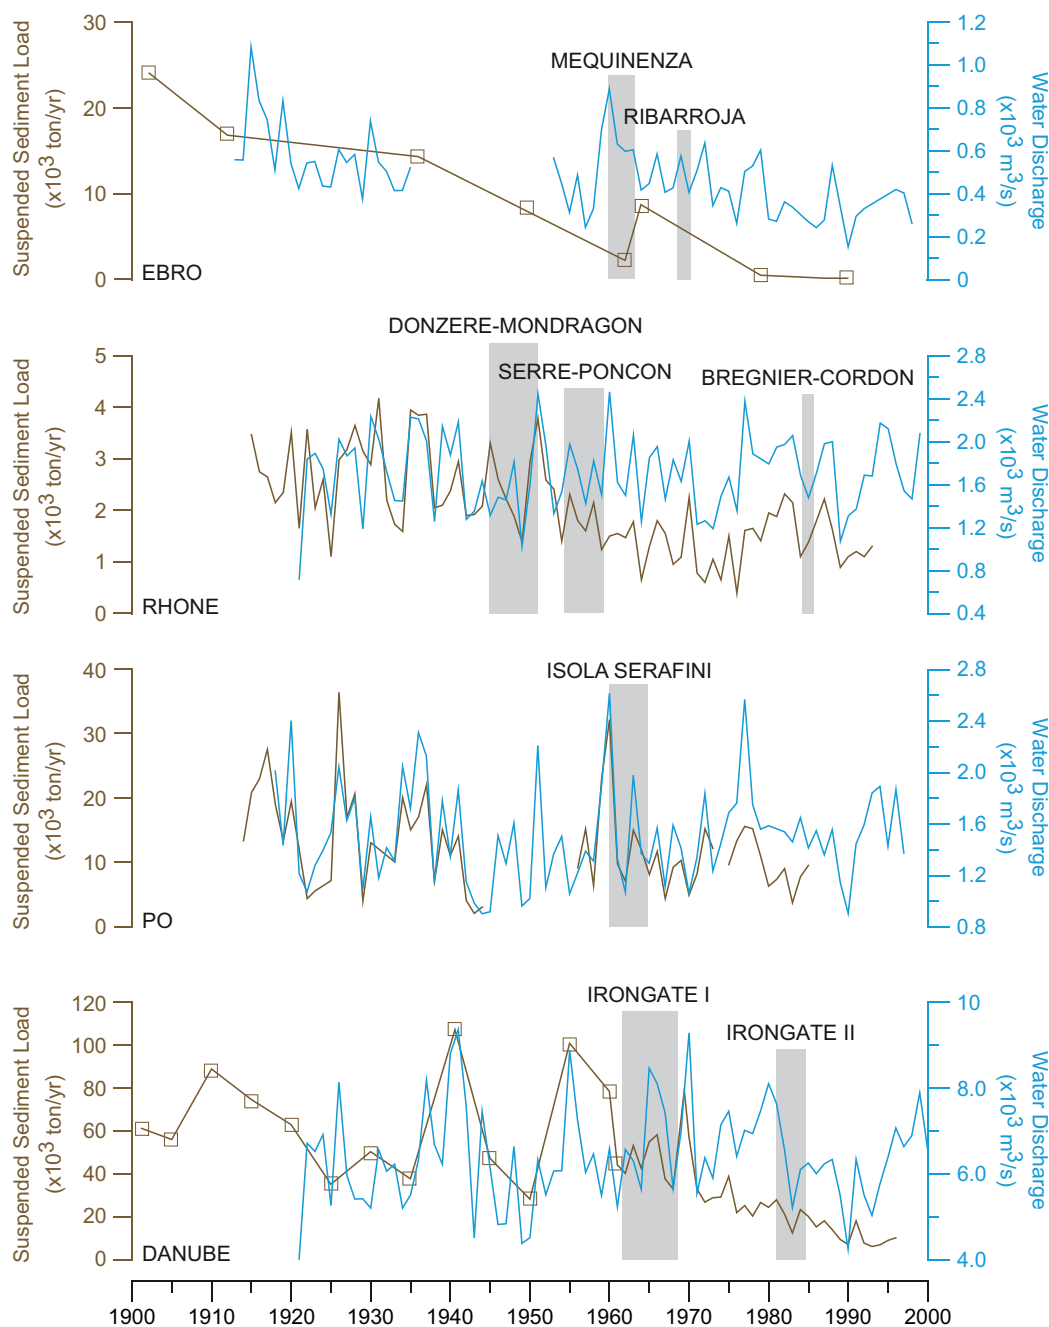 Suspended Sediment Load
(x10³ ton/yr)
30
20
10
0
EBRO
MEQUINENZA
RIBARROJA
1.2
1.0
0.8
0.6
0.4
0.2
0
Water Discharge
(x10³ m³/s)
Suspended Sediment Load
(x10³ ton/yr)
5
4
3
2
1
0
RHONE
DONZERE-MONDRAGON
SERRE-PONCON
BREGNIER-CORDON
2.8
2.4
2.0
1.6
1.2
0.8
0.4
Water Discharge
(x10³ m³/s)
Suspended Sediment Load
(x10³ ton/yr)
40
30
20
10
0
PO
ISOLA SERAFINI
2.8
2.4
2.0
1.6
1.2
0.8
Water Discharge
(x10³ m³/s)
Suspended Sediment Load
(x10³ ton/yr)
120
100
80
60
40
20
0
DANUBE
IRONGATE I
IRONGATE II
10
8.0
6.0
4.0
Water Discharge
(x10³ m³/s)
1900 1910 1920 1930 1940 1950 1960 1970 1980 1990 2000